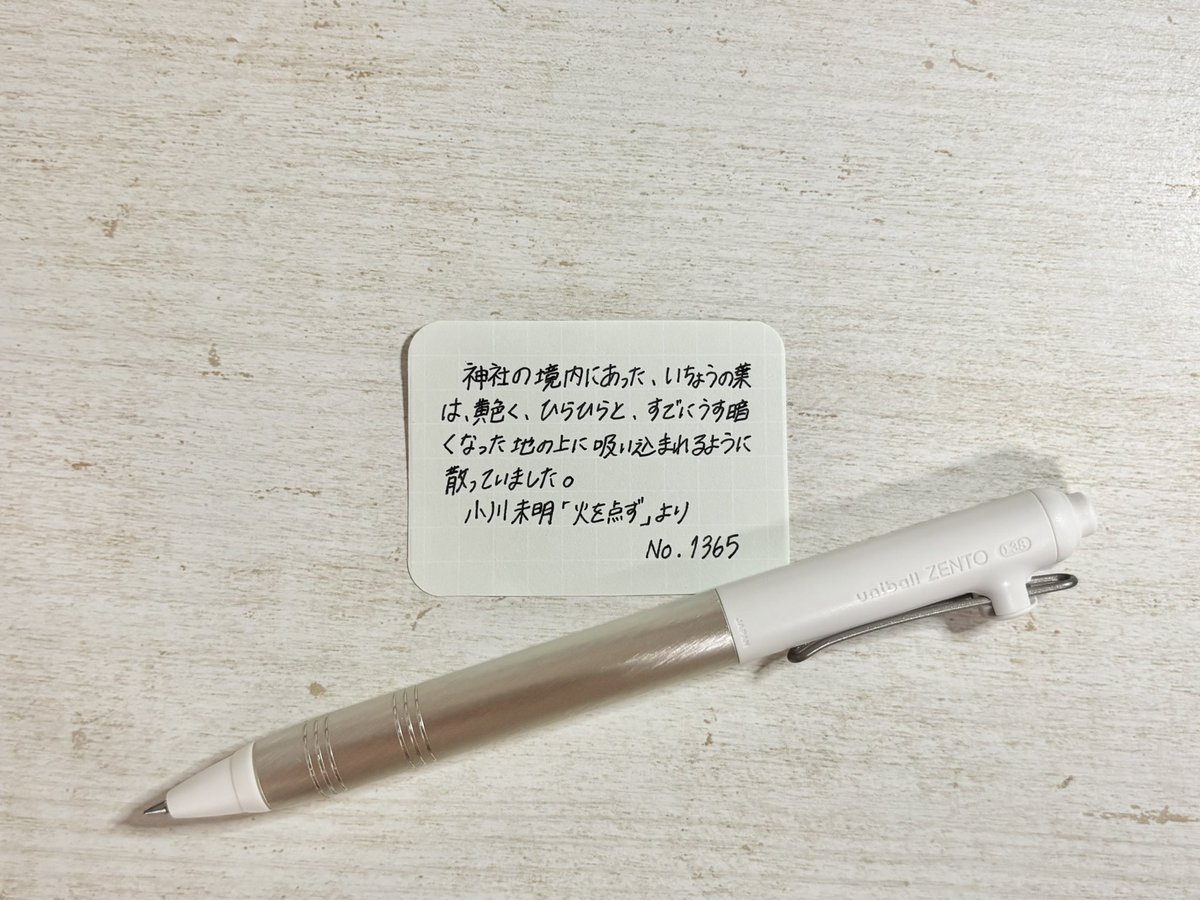 神社の境内にあった、いちょうの葉
は、黄色く、ひらひらと、すでにうす暗
くなった地の上に吸い込まれるように
散っていました。
小川未明「火を点ず」より
No. 1365
uniball ZENTO 0.38
JAPAN